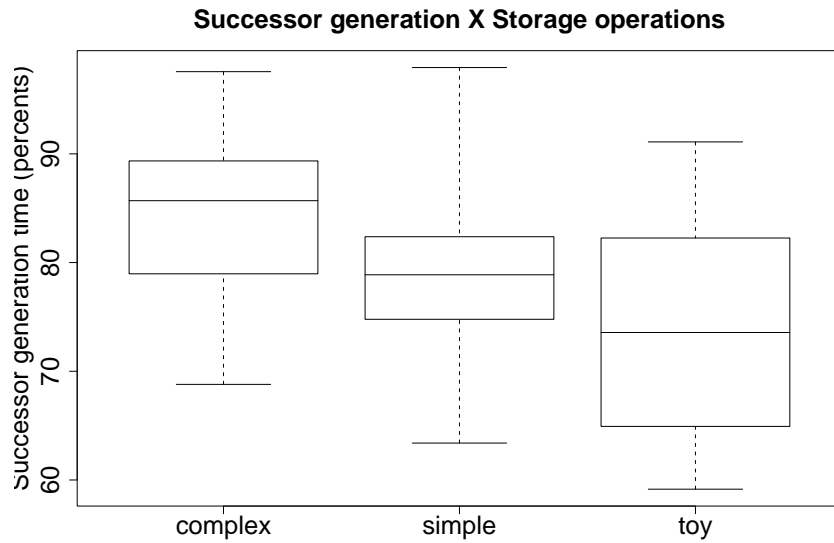 Successor generation X Storage operations
Successor generation time (percents)
90
80
70
60
complex simple toy